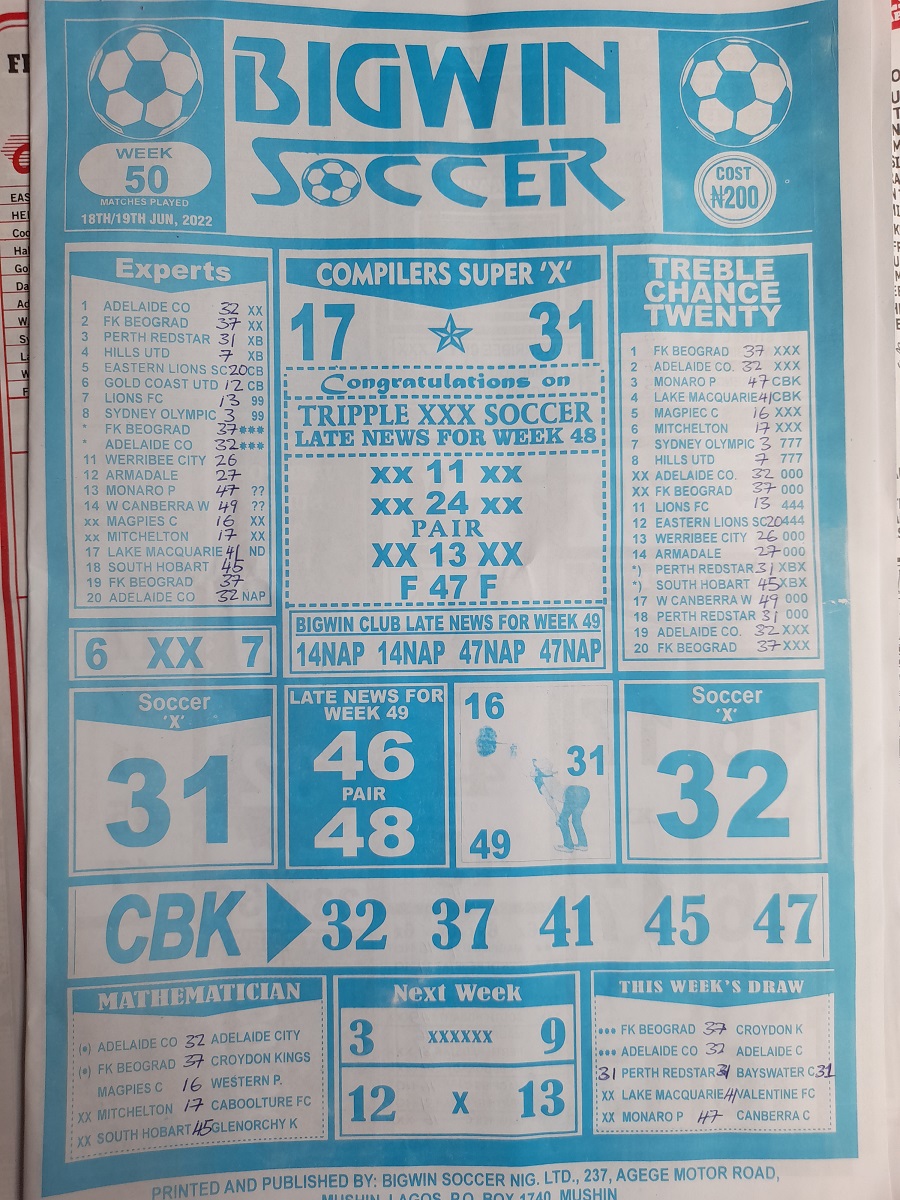 BIGWIN
SOCCER
WEEK
50
MATCHES PLAYED
18TH/19TH JUN, 2022
COST
₦200
Experts
1 ADELAIDE CO 32 XX
2 FK BEOGRAD 37 XX
3 PERTH REDSTAR 31 XB
4 HILLS UTD 7 XB
5 EASTERN LIONS SC 20 CB
6 GOLD COAST UTD 12 CB
7 LIONS FC 13 99
8 SYDNEY OLYMPIC 3 99
* FK BEOGRAD 37 ***
* ADELAIDE CO 32 ***
11 WERRIBEE CITY 26
12 ARMADALE 27
13 MONARO P 47 ??
14 W CANBERRA W 49 ??
xx MAGPIES C 16 XX
xx MITCHELTON 17 XX
17 LAKE MACQUARIE 41 ND
18 SOUTH HOBART 45
19 FK BEOGRAD 37
20 ADELAIDE CO 32 NAP
6 XX 7
COMPILERS SUPER 'X'
17 31
Congratulations on
TRIPPLE XXX SOCCER
LATE NEWS FOR WEEK 48
xx 11 xx
xx 24 xx
PAIR
XX 13 XX
F 47 F
BIGWIN CLUB LATE NEWS FOR WEEK 49
14NAP 14NAP 47NAP 47NAP
TREBLE
CHANCE
TWENTY
1 FK BEOGRAD 37 XXX
2 ADELAIDE CO. 32 XXX
3 MONARO P 47 CBK
4 LAKE MACQUARIE 41 CBK
5 MAGPIEC C 16 XXX
6 MITCHELTON 17 XXX
7 SYDNEY OLYMPIC 3 777
8 HILLS UTD 7 777
XX ADELAIDE CO. 32 000
XX FK BEOGRAD 37 000
11 LIONS FC 13 444
12 EASTERN LIONS SC 20 444
13 WERRIBEE CITY 26 000
14 ARMADALE 27 000
*) PERTH REDSTAR 31 XBX
*) SOUTH HOBART 45 XBX
17 W CANBERRA W 49 000
18 PERTH REDSTAR 31 000
19 ADELAIDE CO. 32 XXX
20 FK BEOGRAD 37 XXX
Soccer
'X'
31
LATE NEWS FOR
WEEK 49
46
PAIR
48
16
31
49
Soccer
'X'
32
CBK 32 37 41 45 47
MATHEMATICIAN
(*) ADELAIDE CO 32 ADELAIDE CITY
(*) FK BEOGRAD 37 CROYDON KINGS
MAGPIES C 16 WESTERN P.
XX MITCHELTON 17 CABOOLTURE FC
XX SOUTH HOBART 45 GLENORCHY K
Next Week
3 XXXXXX 9
12 X 13
THIS WEEK'S DRAW
••• FK BEOGRAD 37 CROYDON K
••• ADELAIDE CO 32 ADELAIDE C
31 PERTH REDSTAR 31 BAYSWATER C 31
XX LAKE MACQUARIE 41 VALENTINE FC
XX MONARO P 47 CANBERRA C
PRINTED AND PUBLISHED BY: BIGWIN SOCCER NIG. LTD., 237, AGEGE MOTOR ROAD,
MUSHIN, LAGOS. P.O. BOX 1740, MUSHIN